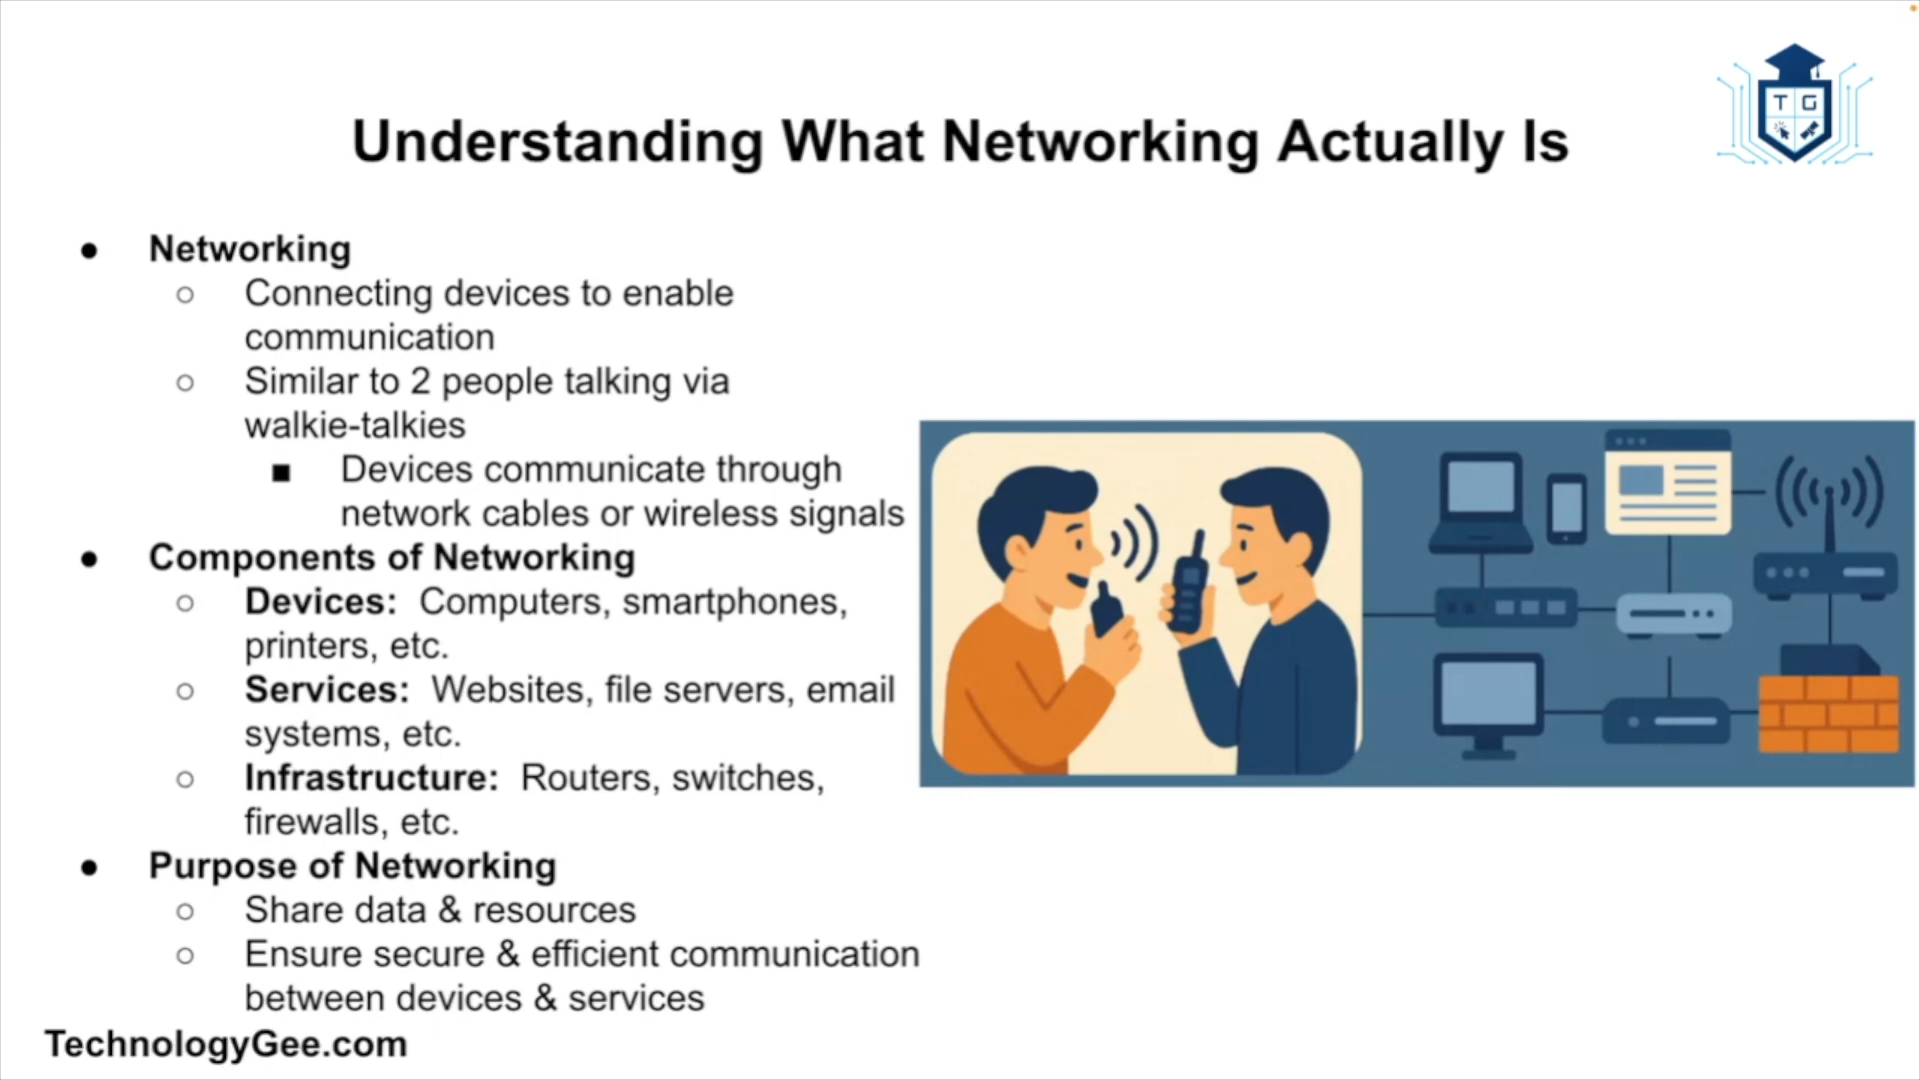 Understanding What Networking Actually Is
T G
● Networking
○ Connecting devices to enable
communication
○ Similar to 2 people talking via
walkie-talkies
■ Devices communicate through
network cables or wireless signals
● Components of Networking
○ Devices: Computers, smartphones,
printers, etc.
○ Services: Websites, file servers, email
systems, etc.
○ Infrastructure: Routers, switches,
firewalls, etc.
● Purpose of Networking
○ Share data & resources
○ Ensure secure & efficient communication
between devices & services
TechnologyGee.com